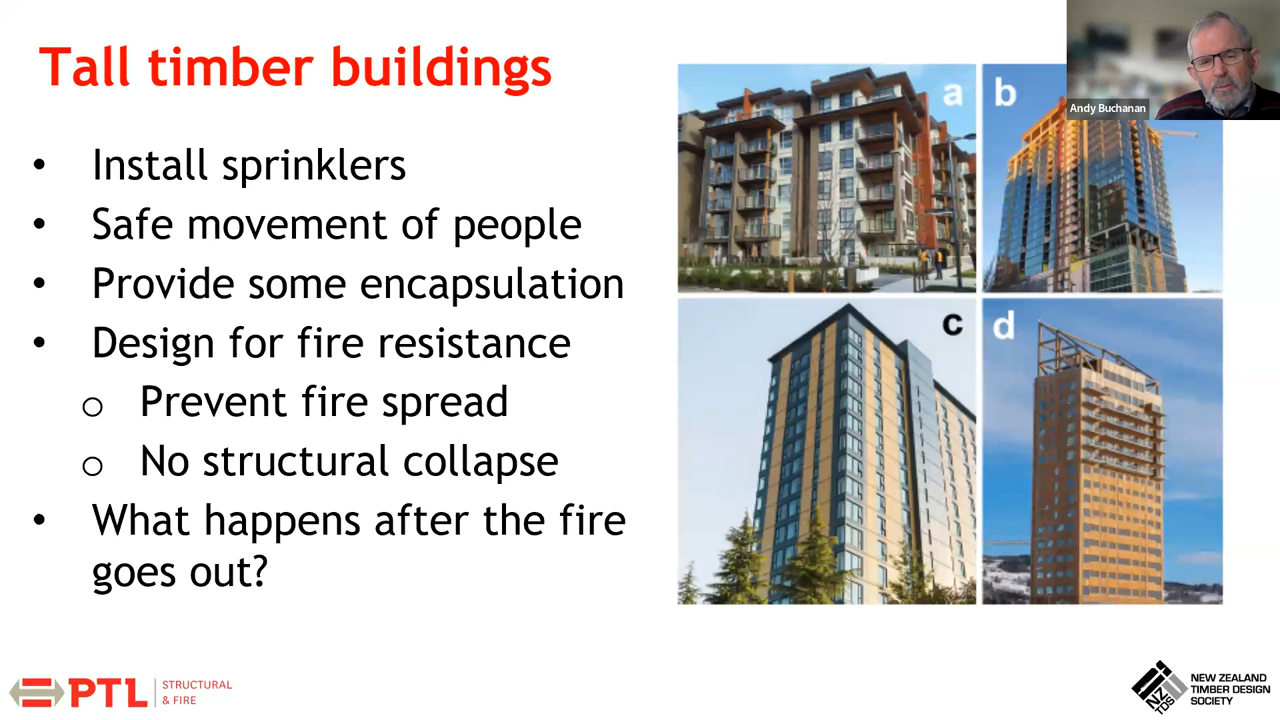 Tall timber buildings
• Install sprinklers
• Safe movement of people
• Provide some encapsulation
• Design for fire resistance
o Prevent fire spread
o No structural collapse
• What happens after the fire
goes out?
a
b
c
d
Andy Buchanan
PTL
STRUCTURAL
& FIRE
NZ
TDS
NEW ZEALAND
TIMBER DESIGN
SOCIETY